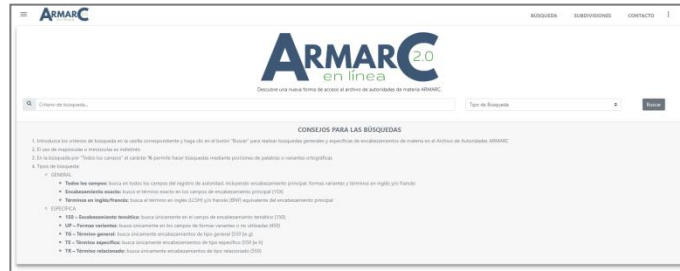 ARMARC
en línea
BÚSQUEDA SUBDIVISIONES CONTACTO
ARMARC 2.0
en línea
Descubre una nueva forma de acceso al archivo de autoridades de materia ARMARC.
Criterio de búsqueda... Tipo de Búsqueda Buscar
CONSEJOS PARA LAS BÚSQUEDAS
1. Introduzca los criterios de búsqueda en la casilla correspondiente y haga clic en el botón "Buscar" para realizar búsquedas generales y específicas de encabezamientos de materia en el Archivo de Autoridades ARMARC
2. El uso de mayúsculas o minúsculas es indistinto
3. En la búsqueda por "Todos los campos" el carácter % permite hacer búsquedas mediante porciones de palabras o variantes ortográficas
4. Tipos de búsqueda:
GENERAL
Todos los campos: busca en todos los campos del registro de autoridad, incluyendo encabezamiento principal, formas variantes y términos en inglés y/o francés
Encabezamiento exacto: busca el término exacto en los campos de encabezamiento principal (1XX)
Términos en inglés/francés: busca el término en inglés (LCSH) y/o francés (BNF) equivalente del encabezamiento principal
ESPECÍFICA
150 – Encabezamiento temático: busca únicamente en el campo de encabezamiento temático (150)
UP – Formas variantes: busca únicamente en los campos de formas variantes o no utilizadas (450)
TG – Término general: busca únicamente encabezamientos de tipo general (550 |w g)
TE – Término específico: busca únicamente encabezamientos de tipo específico (550 |w h)
TR – Término relacionado: busca únicamente encabezamientos de tipo relacionado (550)